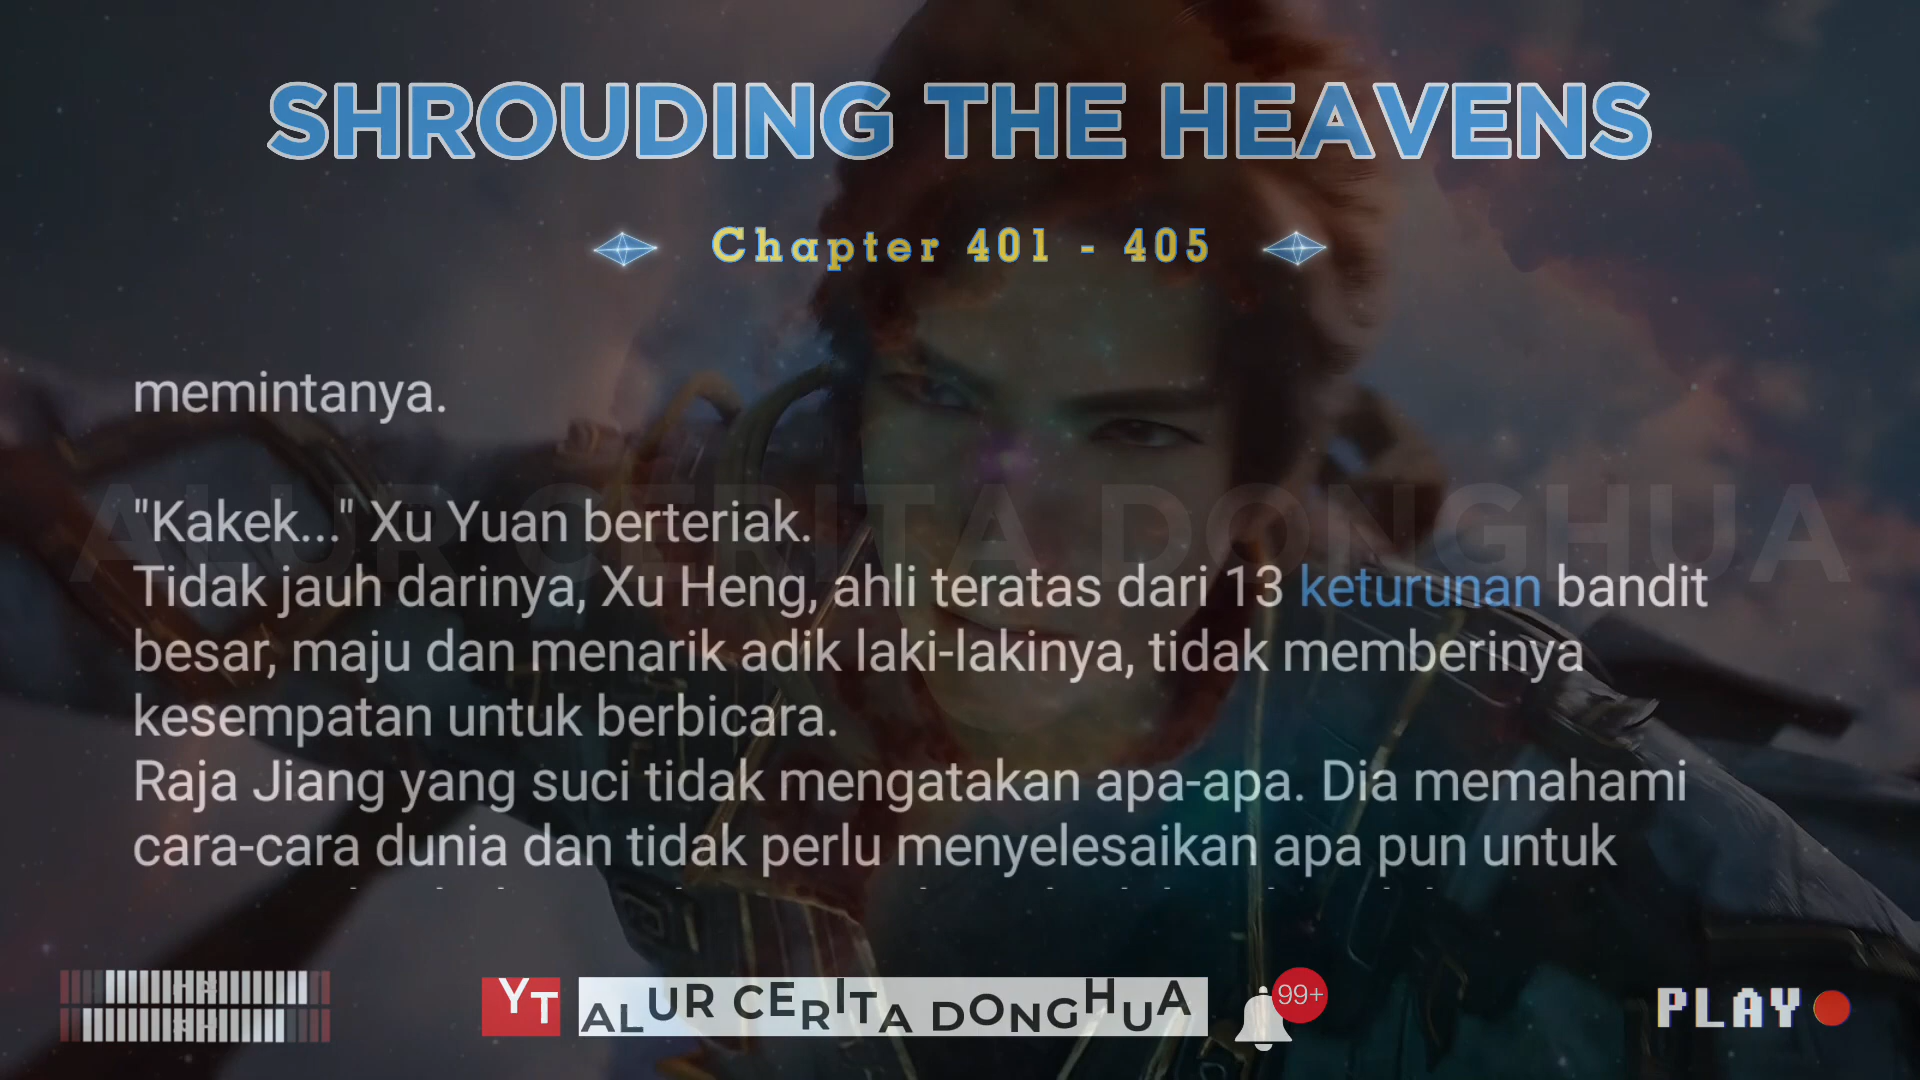 SHROUDING THE HEAVENS
Chapter 401 - 405
memintanya.
ALUR CERITA DONGHUA
"Kakek..." Xu Yuan berteriak.
Tidak jauh darinya, Xu Heng, ahli teratas dari 13 keturunan bandit
besar, maju dan menarik adik laki-lakinya, tidak memberinya
kesempatan untuk berbicara.
Raja Jiang yang suci tidak mengatakan apa-apa. Dia memahami
cara-cara dunia dan tidak perlu menyelesaikan apa pun untuk
YT ALUR CERITA DONGHUA
99+
PLAY